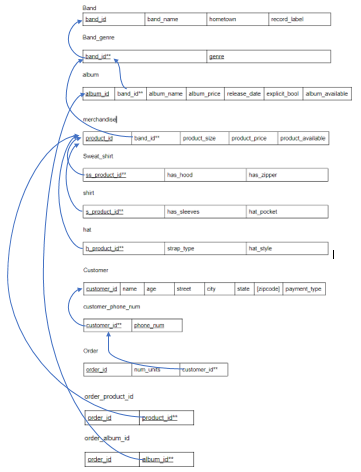 Band
band_id band_name hometown record_label
Band_genre
band_id** genre
album
album_id band_id** album_name album_price release_date explicit_bool album_available
merchandise
product_id band_id** product_size product_price product_available
Sweat_shirt
ss_product_id** has_hood has_zipper
shirt
s_product_id** has_sleeves hat_pocket
hat
h_product_id** strap_type hat_style
Customer
customer_id name age street city state [zipcode] payment_type
customer_phone_num
customer_id** phone_num
Order
order_id num_units customer_id**
order_product_id
order_id product_id**
order_album_id
order_id album_id**